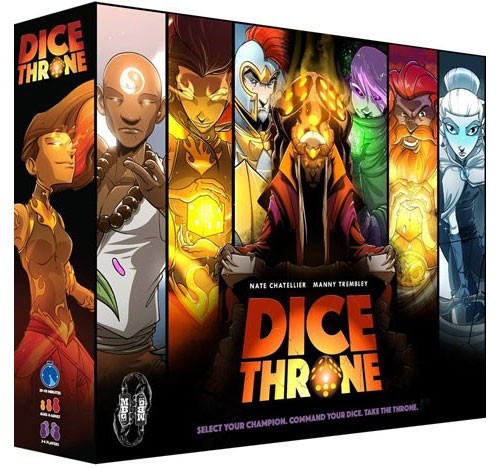 DICE
THRONE
NATE CHATELLIER MANNY TREMBLEY
DICE
THRONE
SELECT YOUR CHAMPION. COMMAND YOUR DICE. TAKE THE THRONE.